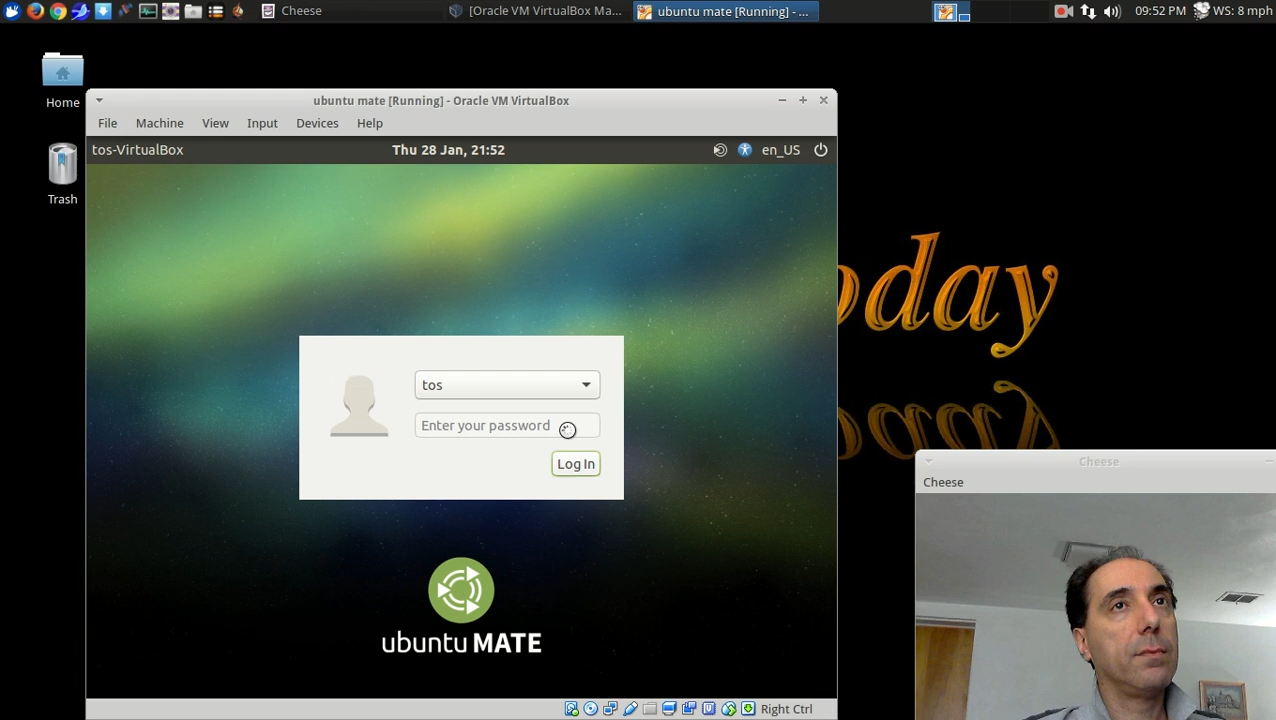 Cheese
[Oracle VM VirtualBox Ma...
ubuntu mate [Running] - ...
09:52 PM
WS: 8 mph
Home
Trash
ubuntu mate [Running] - Oracle VM VirtualBox
File Machine View Input Devices Help
tos-VirtualBox
Thu 28 Jan, 21:52
en_US
tos
Enter your password
Log In
ubuntu MATE
Right Ctrl
oday
Cheese
Cheese